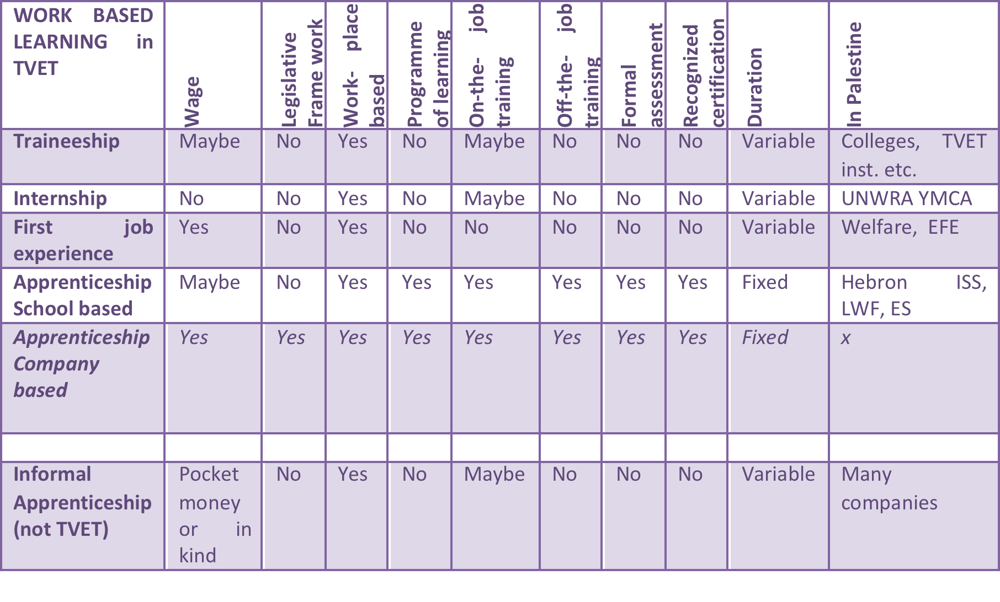 WORK BASED LEARNING in TVET | Wage | Legislative Frame work | Work- place based | Programme of learning | On-the- job training | Off-the- job training | Formal assessment | Recognized certification | Duration | In Palestine
Traineeship | Maybe | No | Yes | No | Maybe | No | No | No | Variable | Colleges, TVET inst. etc.
Internship | No | No | Yes | No | Maybe | No | No | No | Variable | UNWRA YMCA
First job experience | Yes | No | Yes | No | No | No | No | No | Variable | Welfare, EFE
Apprenticeship School based | Maybe | No | Yes | Yes | Yes | Yes | Yes | Yes | Fixed | Hebron ISS, LWF, ES
Apprenticeship Company based | Yes | Yes | Yes | Yes | Yes | Yes | Yes | Yes | Fixed | x
Informal Apprenticeship (not TVET) | Pocket money or in kind | No | Yes | No | Maybe | No | No | No | Variable | Many companies